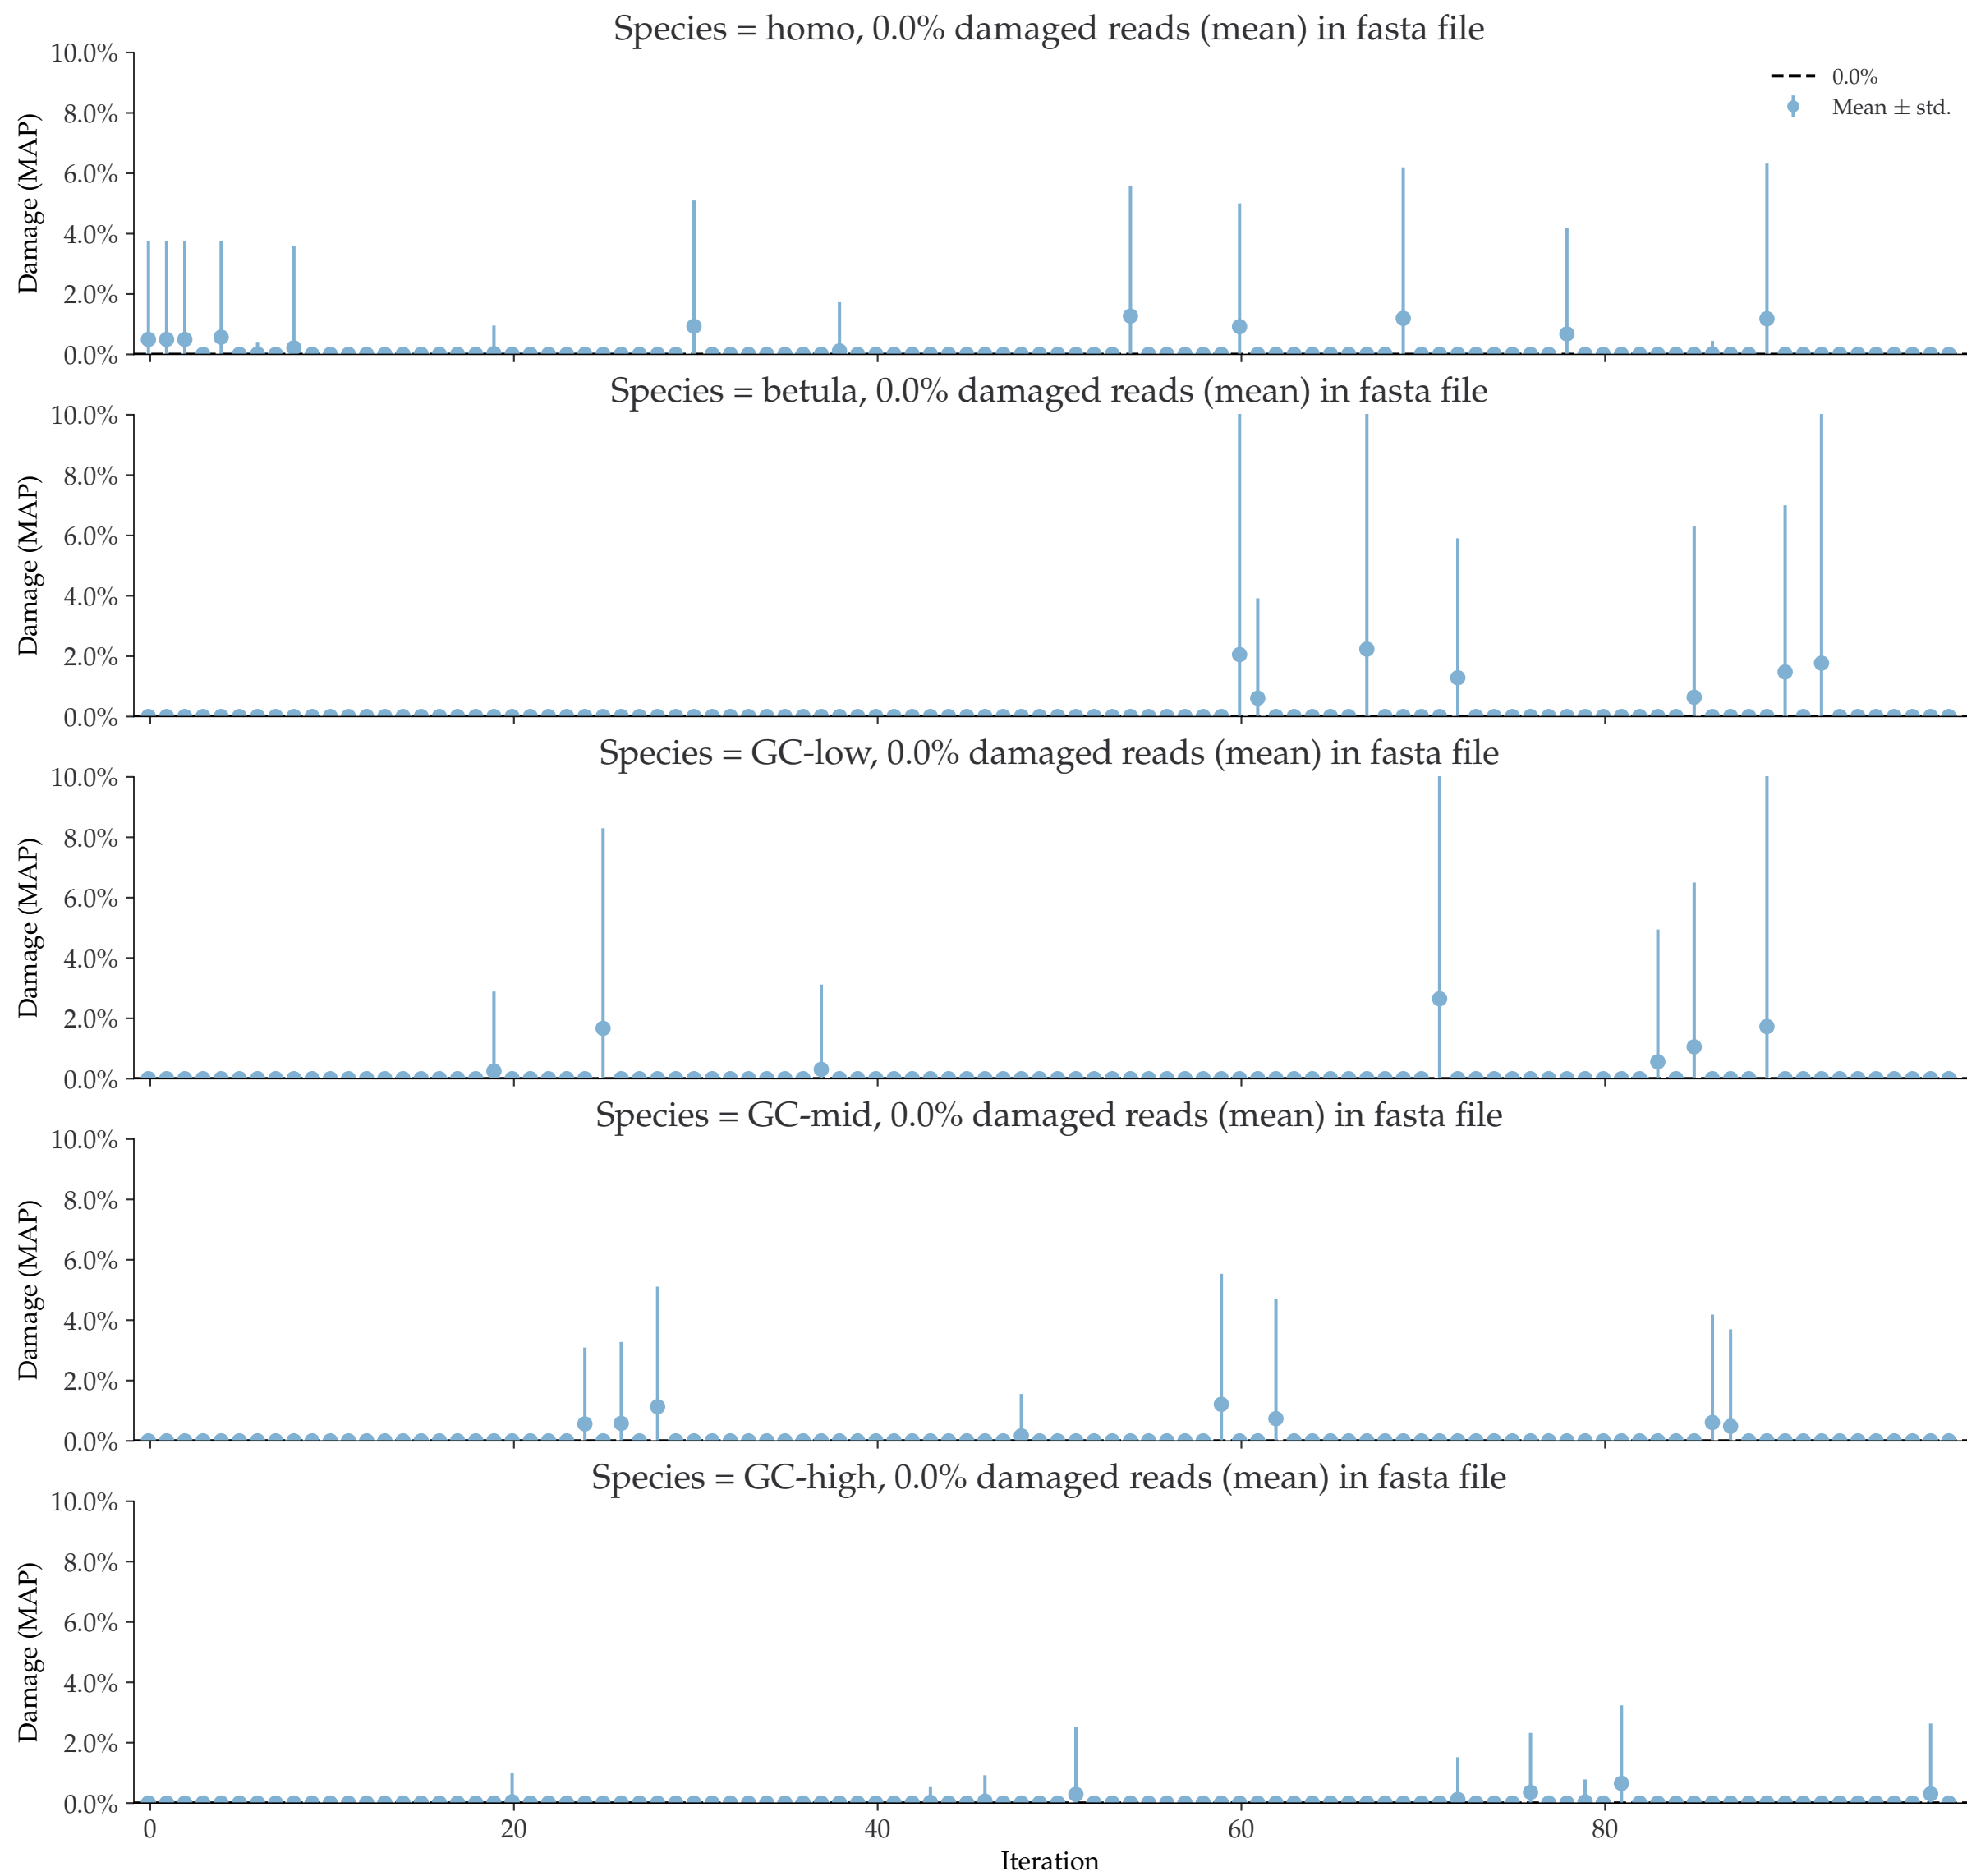 Species = homo, 0.0% damaged reads (mean) in fasta file
10.0%
8.0%
6.0%
4.0%
2.0%
0.0%
Damage (MAP)
0.0%
Mean ± std.
Species = betula, 0.0% damaged reads (mean) in fasta file
10.0%
8.0%
6.0%
4.0%
2.0%
0.0%
Damage (MAP)
Species = GC-low, 0.0% damaged reads (mean) in fasta file
10.0%
8.0%
6.0%
4.0%
2.0%
0.0%
Damage (MAP)
Species = GC-mid, 0.0% damaged reads (mean) in fasta file
10.0%
8.0%
6.0%
4.0%
2.0%
0.0%
Damage (MAP)
Species = GC-high, 0.0% damaged reads (mean) in fasta file
10.0%
8.0%
6.0%
4.0%
2.0%
0.0%
Damage (MAP)
0 20 40 60 80
Iteration